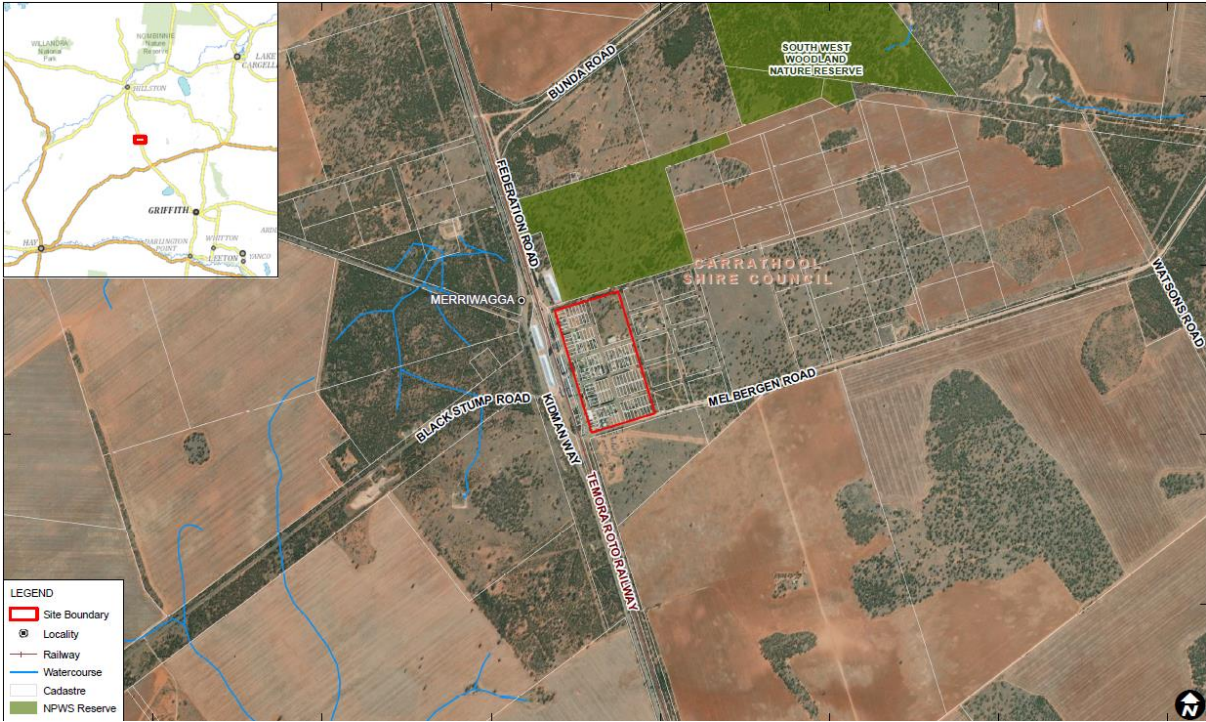 WILLANDRA
National
Park
NOMBINNIE
Nature
Reserve
LAKE
CARGELL
HILLSTON
GRIFFITH
HAY
DARLINGTON
POINT
WHITTON
LEETON
YANCO
BUNDA ROAD
SOUTH WEST
WOODLAND
NATURE RESERVE
FEDERATION ROAD
CARRATHOOL
SHIRE COUNCIL
MERRIWAGGA
WATSONS ROAD
MELBERGEN ROAD
BLACK STUMP ROAD
KIDMAN WAY
TEMORA ROTO RAILWAY
LEGEND
Site Boundary
Locality
Railway
Watercourse
Cadastre
NPWS Reserve
N